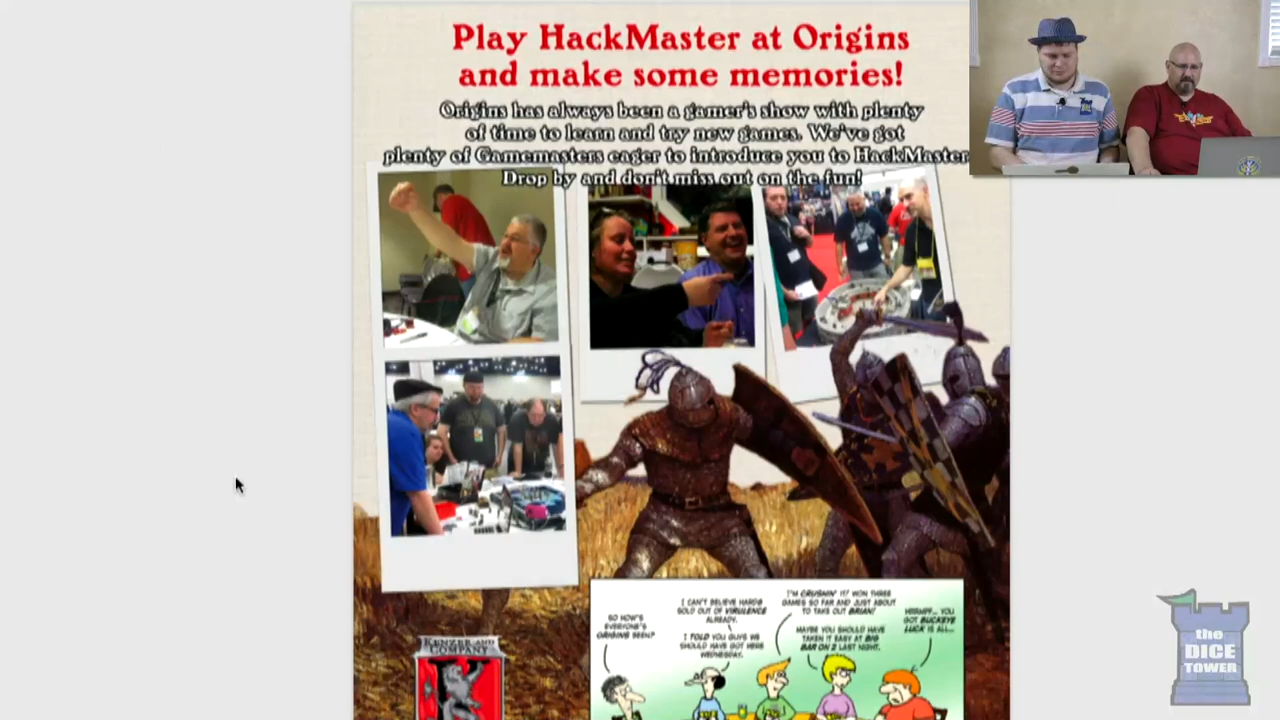 Play HackMaster at Origins
and make some memories!
Origins has always been a gamer's show with plenty
of time to learn and try new games. We've got
plenty of Gamemasters eager to introduce you to HackMaster
Drop by and don't miss out on the fun!
SO HOW'S
EVERYONE'S
ORIGINS BEEN?
I CAN'T BELIEVE HARD8
SOLD OUT OF VIRULENCE
ALREADY.
I TOLD YOU GUYS WE
SHOULD HAVE GOT HERE
WEDNESDAY.
I'M CRUSHIN' IT! WON THREE
GAMES SO FAR AND JUST ABOUT
TO TAKE OUT BRIAN!
MAYBE YOU SHOULD HAVE
TAKEN IT EASY AT BIG
BAR ON 2 LAST NIGHT.
HRRMPF... YOU
GOT BUCKEYE
LUCK IS ALL...
KENZER AND
COMPANY
the
DICE
TOWER